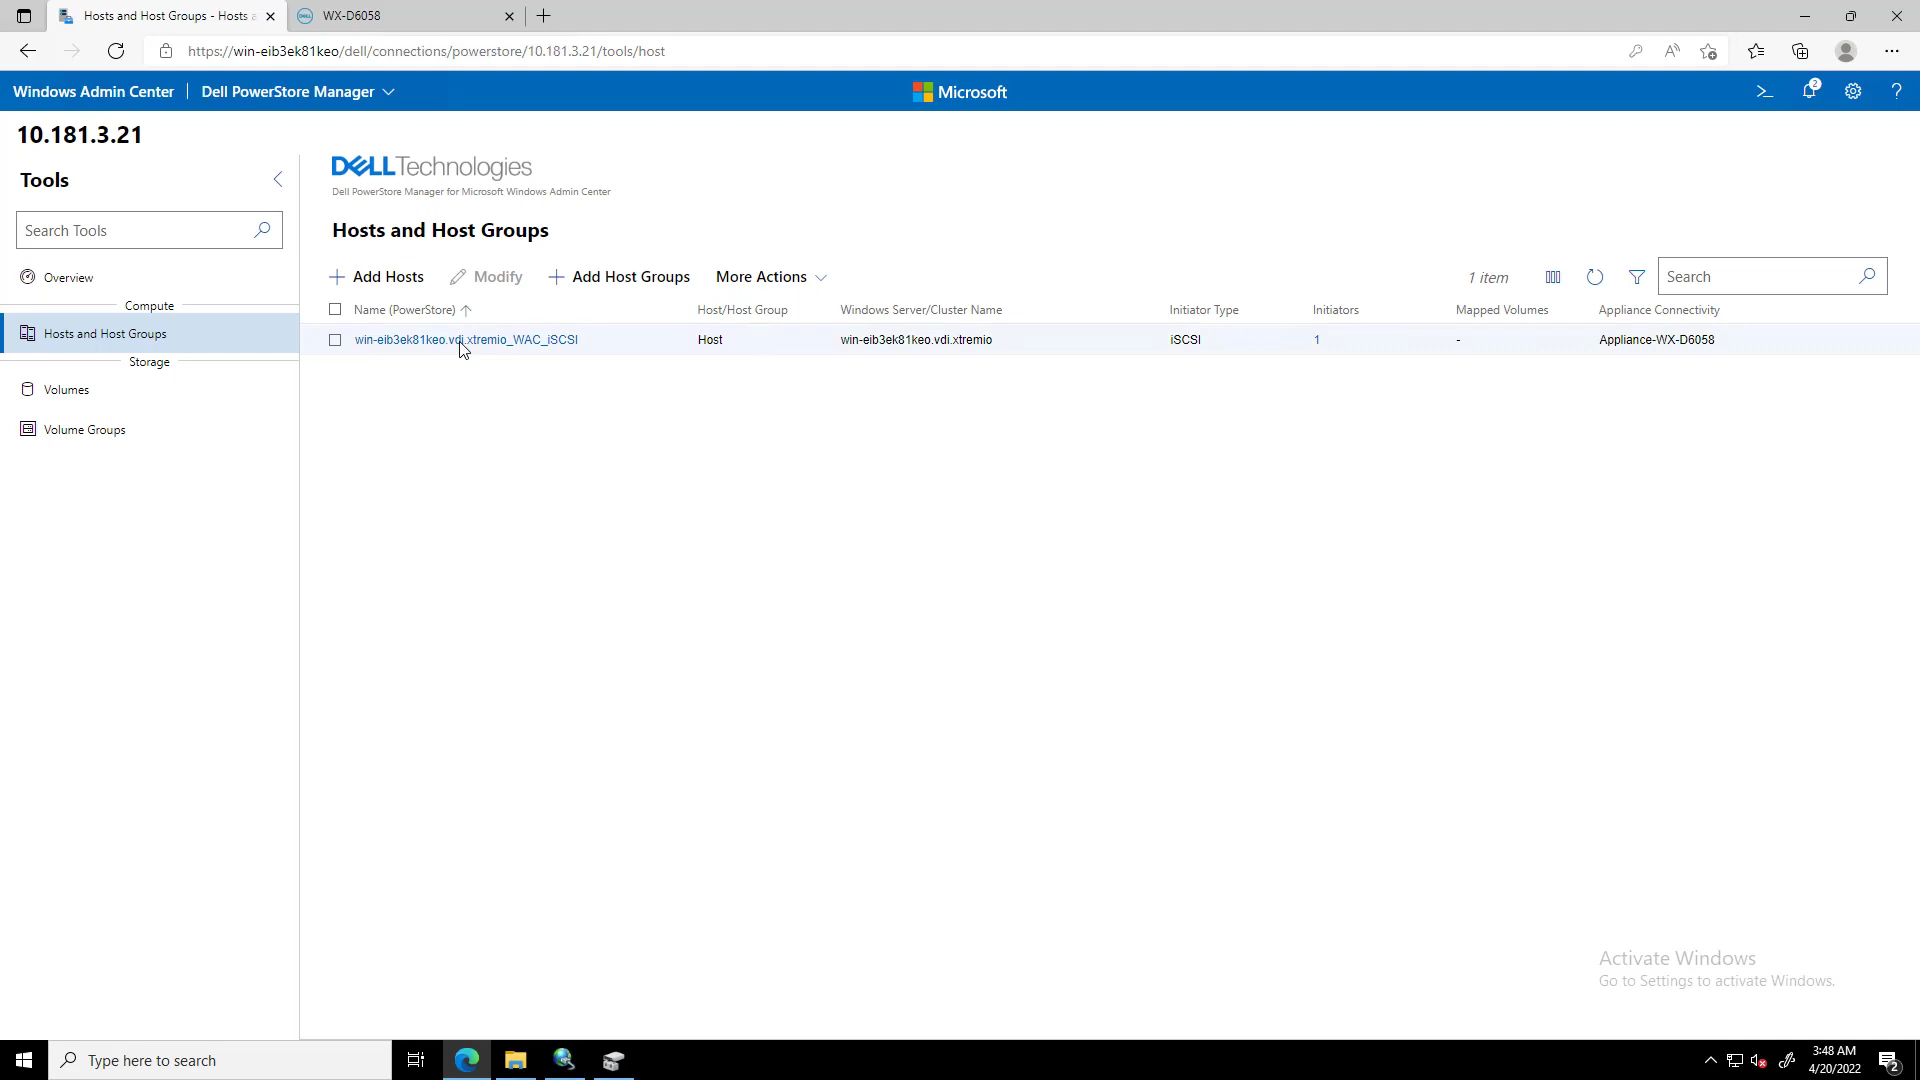 Hosts and Host Groups - Hosts a
WX-D6058
https://win-eib3ek81keo/dell/connections/powerstore/10.181.3.21/tools/host
Windows Admin Center
Dell PowerStore Manager
Microsoft
2
10.181.3.21
Tools
Search Tools
Overview
Compute
Hosts and Host Groups
Storage
Volumes
Volume Groups
DELL Technologies
Dell PowerStore Manager for Microsoft Windows Admin Center
Hosts and Host Groups
Add Hosts
Modify
Add Host Groups
More Actions
1 item
Search
Name (PowerStore)
Host/Host Group
Windows Server/Cluster Name
Initiator Type
Initiators
Mapped Volumes
Appliance Connectivity
win-eib3ek81keo.vdi.xtremio_WAC_iSCSI
Host
win-eib3ek81keo.vdi.xtremio
iSCSI
1
-
Appliance-WX-D6058
Activate Windows
Go to Settings to activate Windows.
Type here to search
3:48 AM
4/20/2022
2